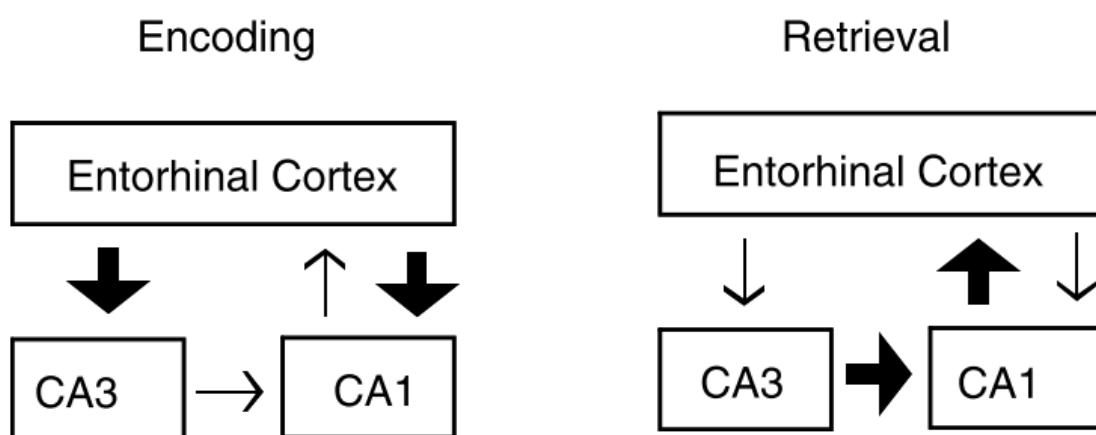 Encoding
Retrieval
Entorhinal Cortex
Entorhinal Cortex
CA3
CA1
CA3
CA1